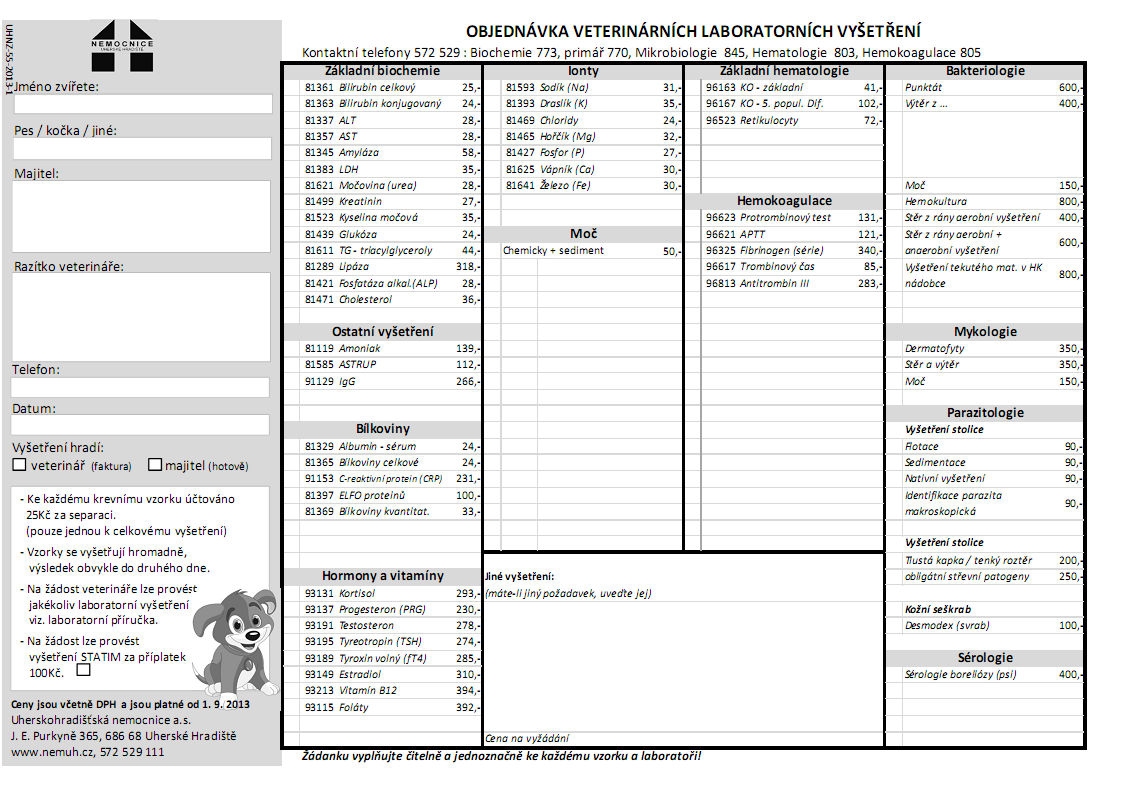 UHNZ-SS-2013-1
NEMOCNICE
UHERSKÉ HRADIŠTĚ
Jméno zvířete:
Pes / kočka / jiné:
Majitel:
Razítko veterináře:
Telefon:
Datum:
Vyšetření hradí:
veterinář (faktura) majitel (hotově)
- Ke každému krevnímu vzorku účtováno
25Kč za separaci.
(pouze jednou k celkovému vyšetření)
- Vzorky se vyšetřují hromadně,
výsledek obvykle do druhého dne.
- Na žádost veterináře lze provést
jakékoliv laboratorní vyšetření
viz. laboratorní příručka.
- Na žádost lze provést
vyšetření STATIM za příplatek
100Kč.
Ceny jsou včetně DPH a jsou platné od 1. 9. 2013
Uherskohradišťská nemocnice a.s.
J. E. Purkyně 365, 686 68 Uherské Hradiště
www.nemuh.cz, 572 529 111
OBJEDNÁVKA VETERINÁRNÍCH LABORATORNÍCH VYŠETŘENÍ
Kontaktní telefony 572 529 : Biochemie 773, primář 770, Mikrobiologie 845, Hematologie 803, Hemokoagulace 805
Základní biochemie
81361 Bilirubin celkový 25,-
81363 Bilirubin konjugovaný 24,-
81337 ALT 28,-
81357 AST 28,-
81345 Amyláza 58,-
81383 LDH 35,-
81621 Močovina (urea) 28,-
81499 Kreatinin 27,-
81523 Kyselina močová 35,-
81439 Glukóza 24,-
81611 TG - triacylglyceroly 44,-
81289 Lipáza 318,-
81421 Fosfatáza alkal.(ALP) 28,-
81471 Cholesterol 36,-
Ostatní vyšetření
81119 Amoniak 139,-
81585 ASTRUP 112,-
91129 IgG 266,-
Bílkoviny
81329 Albumin - sérum 24,-
81365 Bílkoviny celkové 24,-
91153 C-reaktivní protein (CRP) 231,-
81397 ELFO proteinů 100,-
81369 Bílkoviny kvantitat. 33,-
Hormony a vitamíny
93131 Kortisol 293,-
93137 Progesteron (PRG) 230,-
93191 Testosteron 278,-
93195 Tyreotropin (TSH) 274,-
93189 Tyroxin volný (fT4) 285,-
93149 Estradiol 310,-
93213 Vitamín B12 394,-
93115 Foláty 392,-
Ionty
81593 Sodík (Na) 31,-
81393 Draslík (K) 35,-
81469 Chloridy 24,-
81465 Hořčík (Mg) 32,-
81427 Fosfor (P) 27,-
81625 Vápník (Ca) 30,-
81641 Železo (Fe) 30,-
Moč
Chemicky + sediment 50,-
Základní hematologie
96163 KO - základní 41,-
96167 KO - 5. popul. Dif. 102,-
96523 Retikulocyty 72,-
Hemokoagulace
96623 Protrombinový test 131,-
96621 APTT 121,-
96325 Fibrinogen (série) 340,-
96617 Trombinový čas 85,-
96813 Antitrombin III 283,-
Jiné vyšetření:
(máte-li jiný požadavek, uveďte jej)
Cena na vyžádání
Bakteriologie
Punktát 600,-
Výtěr z ... 400,-
Moč 150,-
Hemokultura 800,-
Stěr z rány aerobní vyšetření 400,-
Stěr z rány aerobní +
anaerobní vyšetření 600,-
Vyšetření tekutého mat. v HK
nádobce 800,-
Mykologie
Dermatofyty 350,-
Stěr a výtěr 350,-
Moč 150,-
Parazitologie
Vyšetření stolice
Flotace 90,-
Sedimentace 90,-
Nativní vyšetření 90,-
Identifikace parazita
makroskopická 90,-
Vyšetření stolice
Tlustá kapka / tenký roztěr 200,-
obligátní střevní patogeny 250,-
Kožní seškrab
Desmodex (svrab) 100,-
Sérologie
Sérologie boreliózy (psi) 400,-
Žádanku vyplňujte čitelně a jednoznačně ke každému vzorku a laboratoři!